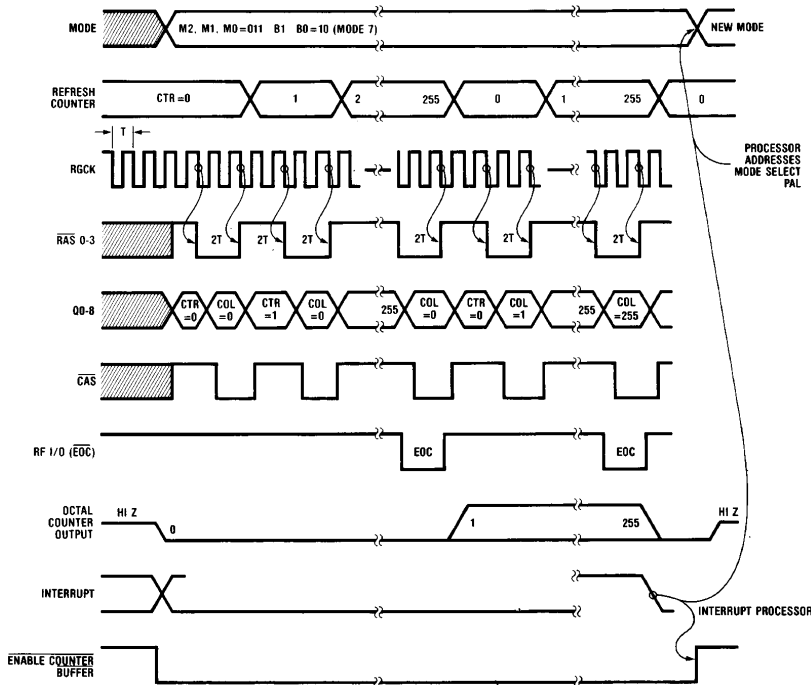 MODE
M2, M1, M0=011 B1 B0=10 (MODE 7)
NEW MODE
REFRESH
COUNTER
CTR =0
1
2
255
0
1
255
0
T
RGCK
PROCESSOR
ADDRESSES
MODE SELECT
PAL
RAS 0-3
2T
2T
2T
2T
2T
2T
Q0-8
CTR
=0
COL
=0
CTR
=1
COL
=0
255
COL
=0
CTR
=0
COL
=1
255
COL
=255
CAS
RF I/O (EOC)
EOC
EOC
OCTAL
COUNTER
OUTPUT
HI Z
0
1
255
HI Z
INTERRUPT
INTERRUPT PROCESSOR
ENABLE COUNTER
BUFFER